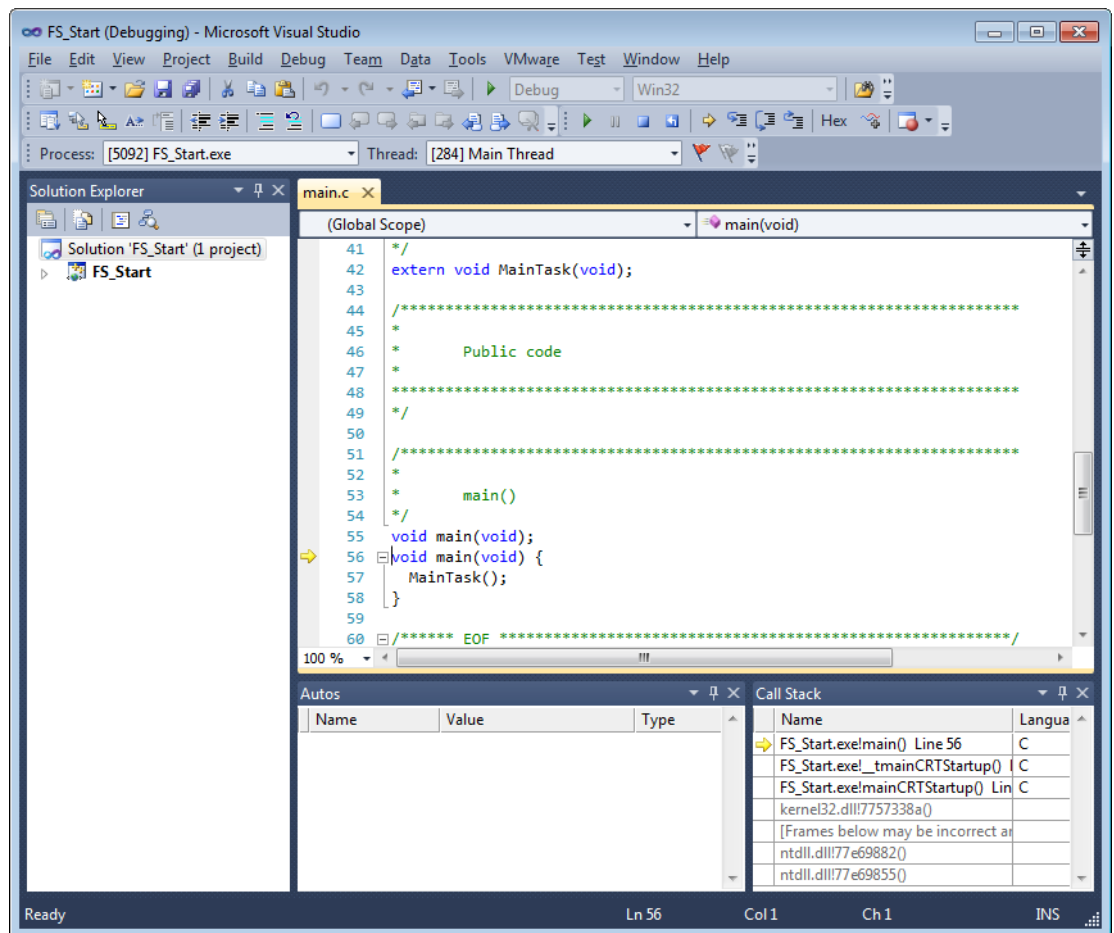 FS_Start (Debugging) - Microsoft Visual Studio
File Edit View Project Build Debug Team Data Tools VMware Test Window Help
Debug Win32
Hex
Process: [5092] FS_Start.exe Thread: [284] Main Thread
Solution Explorer
Solution 'FS_Start' (1 project)
FS_Start
main.c
(Global Scope) main(void)
41 */
42 extern void MainTask(void);
43
44 /*********************************************************************
45 *
46 * Public code
47 *
48 **********************************************************************
49 */
50
51 /*********************************************************************
52 *
53 * main()
54 */
55 void main(void);
56 void main(void) {
57 MainTask();
58 }
59
60 /****** EOF *********************************************************/
100 %
Autos
Name Value Type
Call Stack
Name Langua
FS_Start.exe!main() Line 56 C
FS_Start.exe!__tmainCRTStartup() l C
FS_Start.exe!mainCRTStartup() Lin C
kernel32.dll!7757338a()
[Frames below may be incorrect ar
ntdll.dll!77e69882()
ntdll.dll!77e69855()
Ready Ln 56 Col 1 Ch 1 INS